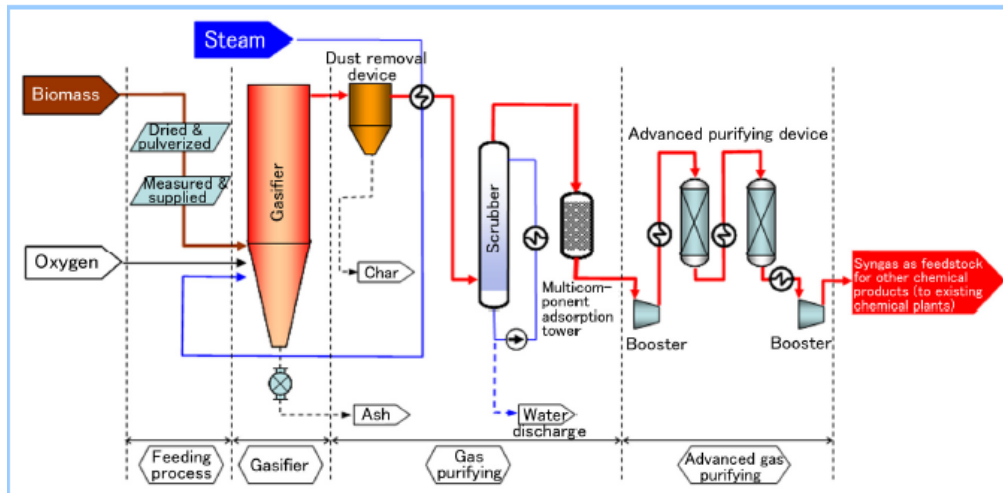 Steam
Dust removal
device
Biomass
Dried &
pulverized
Measured &
supplied
Gasifier
Oxygen
Char
Ash
Scrubber
Multicom-
ponent
adsorption
tower
Water
discharge
Advanced purifying device
Booster
Booster
Syngas as feedstock
for other chemical
products (to existing
chemical plants)
Feeding
process
Gasifier
Gas
purifying
Advanced gas
purifying